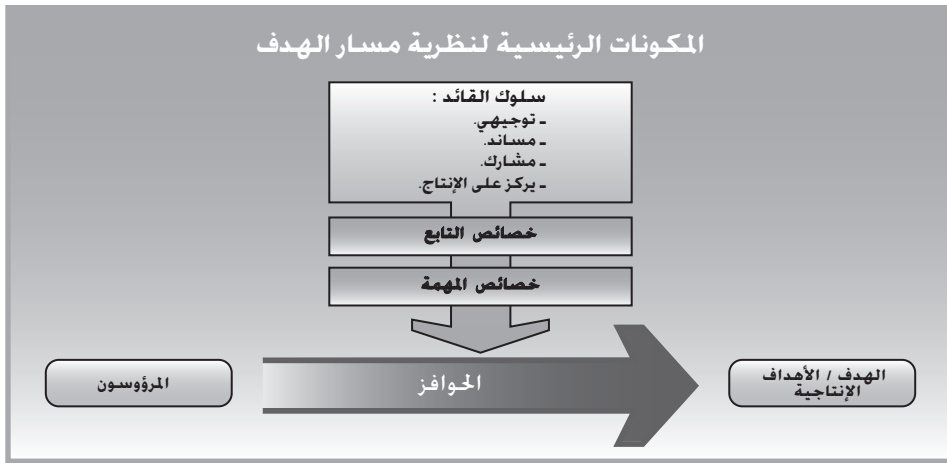 المكونات الرئيسية لنظرية مسار الهدف
سلوك القائد :
ـ توجيهي.
ـ مساند.
ـ مشارك.
ـ يركز على الإنتاج.
خصائص التابع
خصائص المهمة
المرؤوسون
الحوافز
الهدف / الأهداف
الإنتاجية